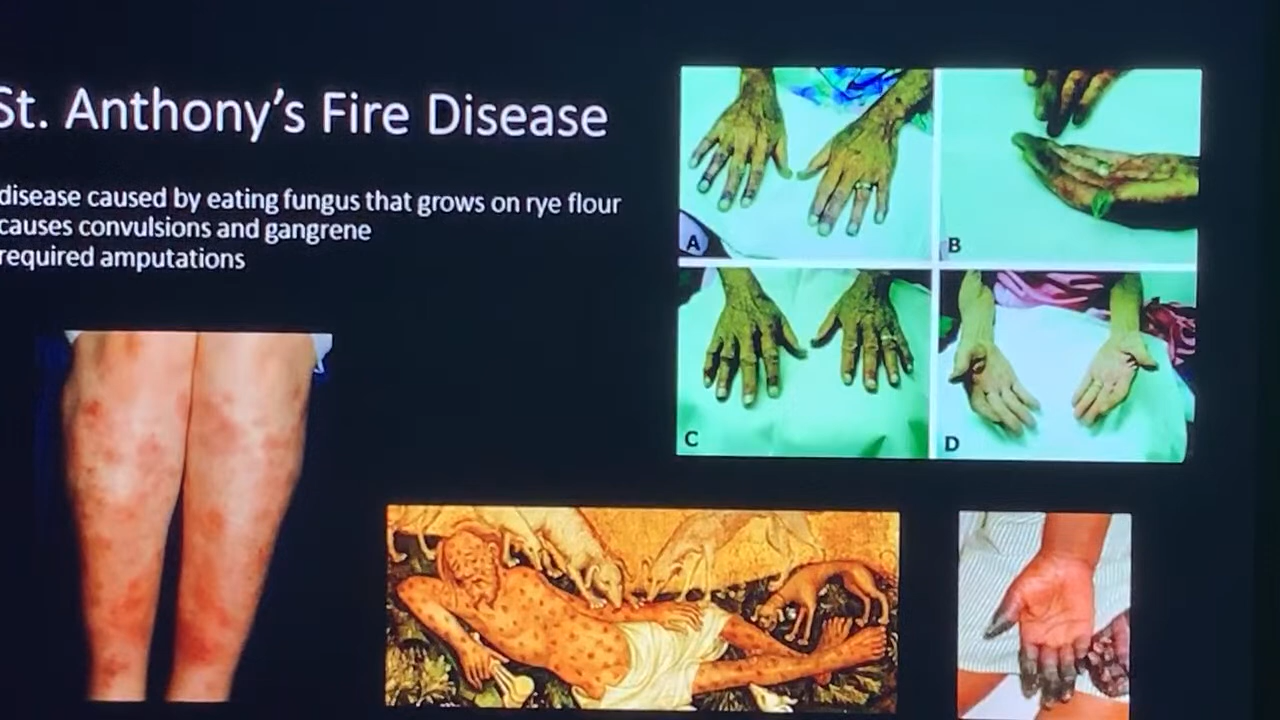 St. Anthony's Fire Disease
disease caused by eating fungus that grows on rye flour
causes convulsions and gangrene
required amputations
A
B
C
D